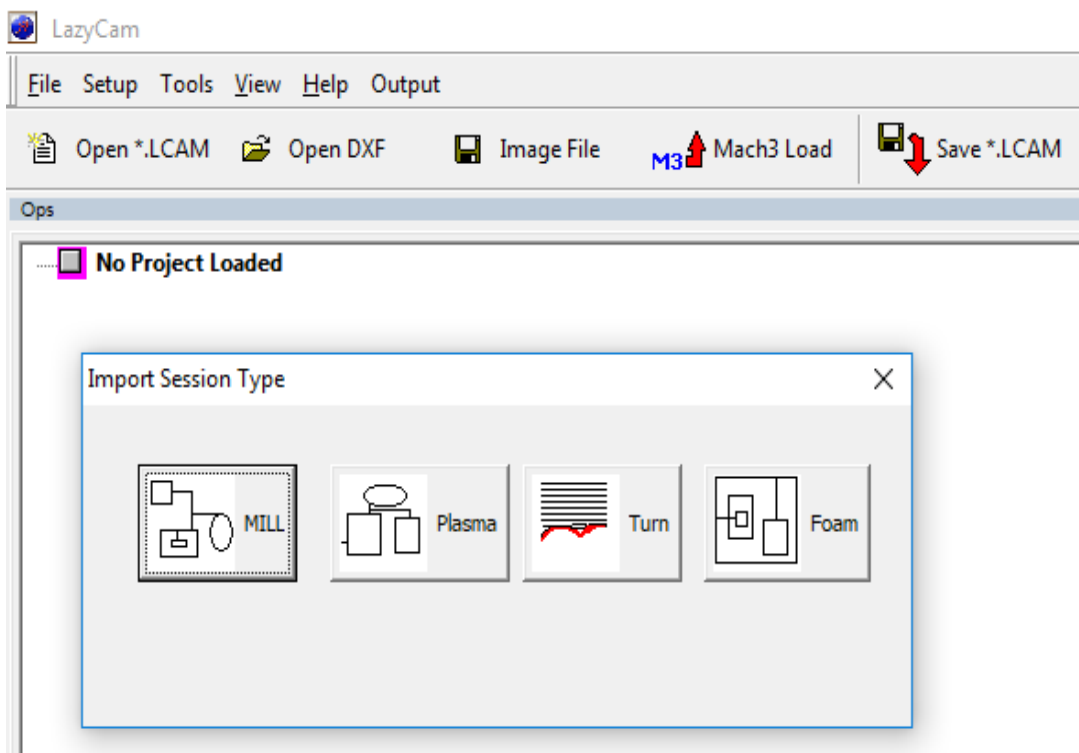 LazyCam
File Setup Tools View Help Output
Open *.LCAM Open DXF Image File M3 Mach3 Load Save *.LCAM
Ops
No Project Loaded
Import Session Type
MILL Plasma Turn Foam